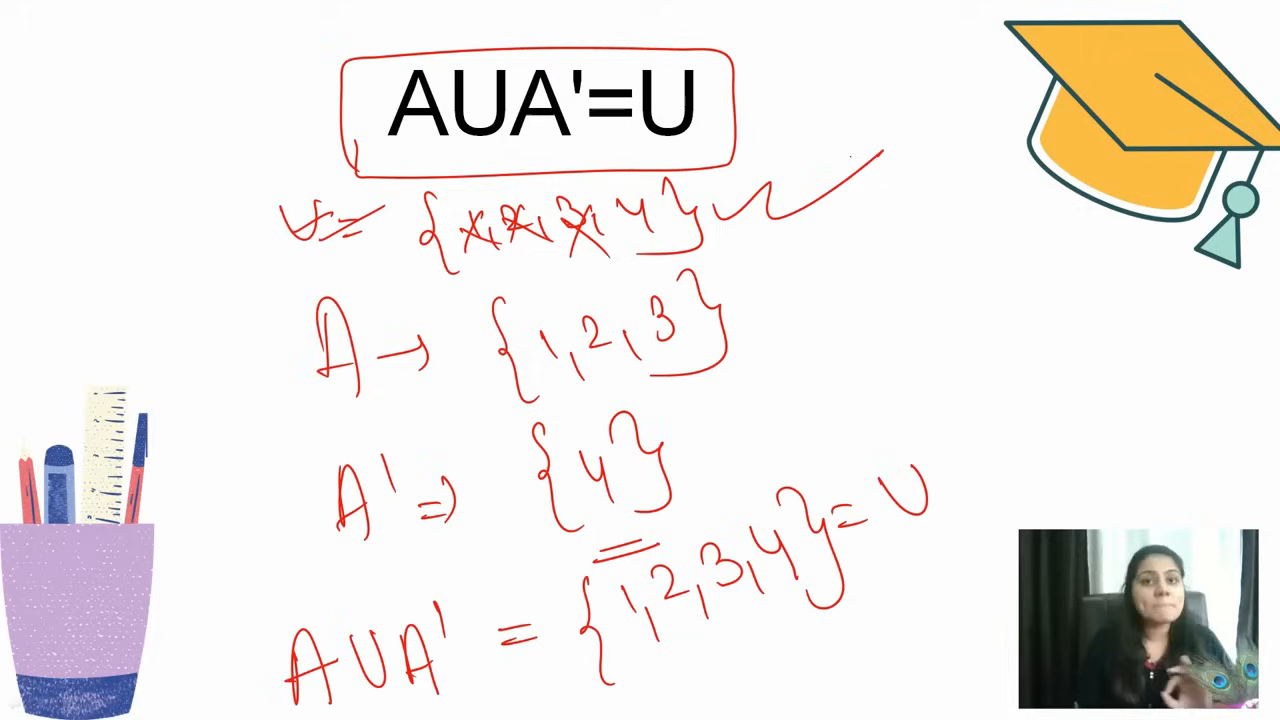 AUA'=U
U= {1, 2, 3, 4}
A → {1, 2, 3}
A' ⇒ {4}
AUA' = {1, 2, 3, 4} = U